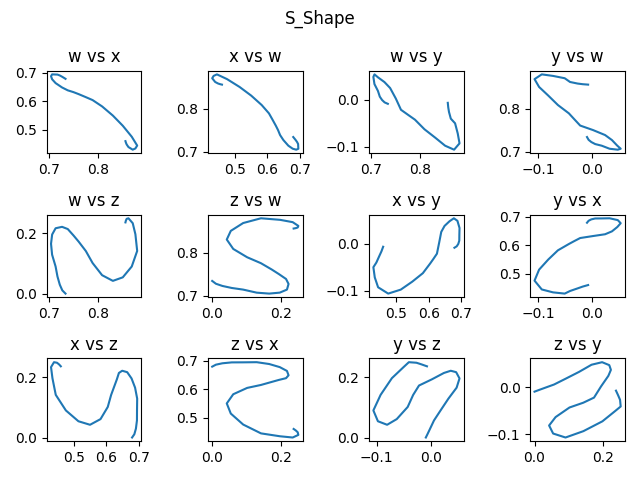 S_Shape
w vs x
x vs w
w vs y
y vs w
0.7
0.6
0.5
0.7 0.8
0.8
0.5 0.6 0.7
0.0
−0.1
0.7 0.8
0.8
0.7
−0.1 0.0
w vs z
z vs w
x vs y
y vs x
0.2
0.0
0.7 0.8
0.8
0.7
0.0 0.2
0.0
−0.1
0.5 0.6 0.7
0.7
0.6
0.5
−0.1 0.0
x vs z
z vs x
y vs z
z vs y
0.2
0.0
0.5 0.6 0.7
0.7
0.6
0.5
0.0 0.2
0.2
0.0
−0.1 0.0
0.0
−0.1
0.0 0.2